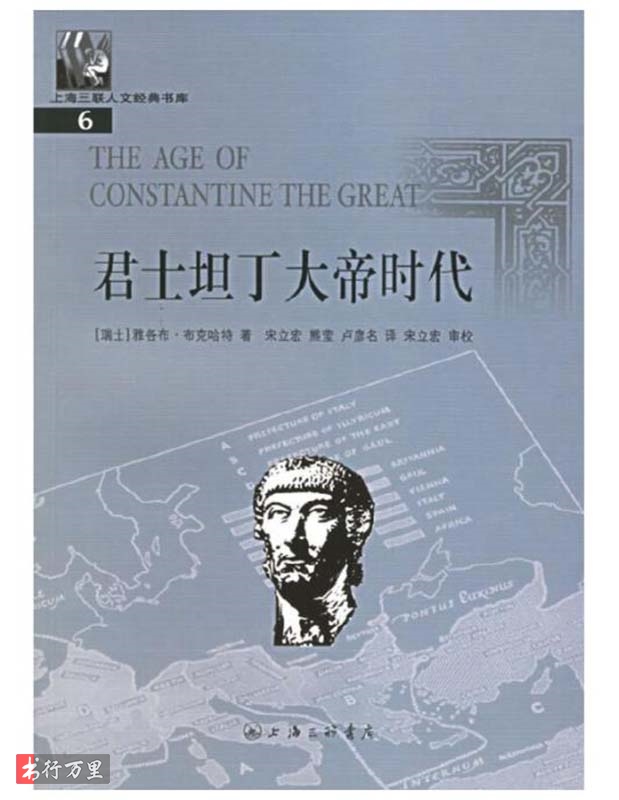 上海三联人文经典书库
6
THE AGE OF
CONSTANTINE THE GREAT
君士坦丁大帝时代
[瑞士]雅各布·布克哈特 著 宋立宏 熊莹 卢彦名 译 宋立宏 审校
PREFECTURE OF ITALY
PREFECTURE OF ILLYRICUM
OF THE EAST
OF GAUL
BRITANNIA
GAUL
VIENNA
ITALY
SPAIN
AFRICA
PONTUS EUXINUS
上海三联书店
书行万里